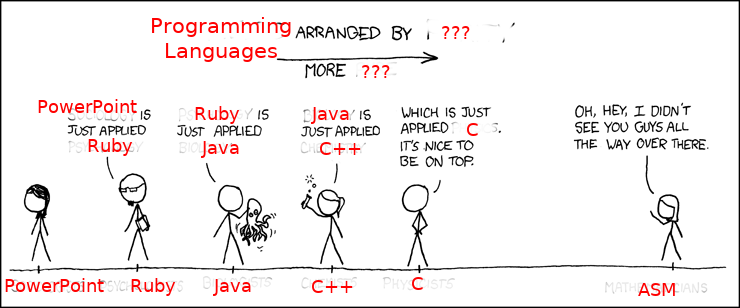 Programming
Languages ARRANGED BY ???
MORE ???
PowerPoint IS
JUST APPLIED
Ruby
Ruby IS
JUST APPLIED
Java
Java IS
JUST APPLIED
C++
WHICH IS JUST
APPLIED C.
IT'S NICE TO
BE ON TOP.
OH, HEY, I DIDN'T
SEE YOU GUYS ALL
THE WAY OVER THERE.
PowerPoint Ruby Java C++ C ASM